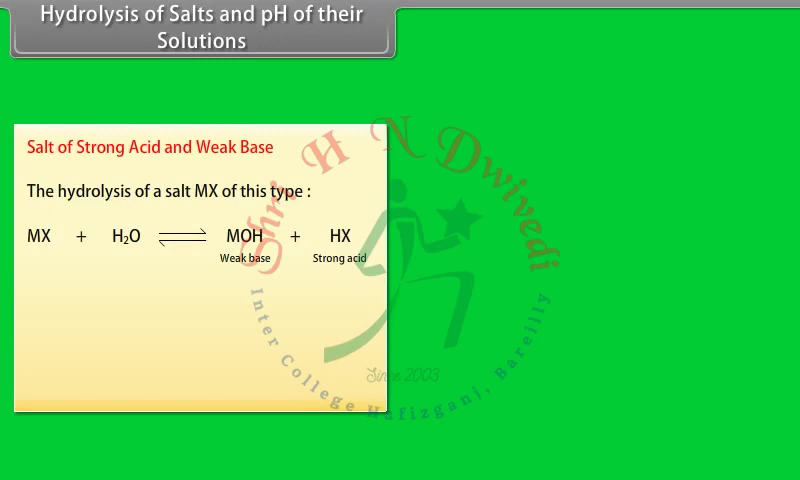 Hydrolysis of Salts and pH of their
Solutions
Salt of Strong Acid and Weak Base
The hydrolysis of a salt MX of this type :
MX + H₂O ⇌ MOH + HX
Weak base Strong acid
Shri H N Dwivedi
Inter College Hafizganj, Bareilly
Since 2003